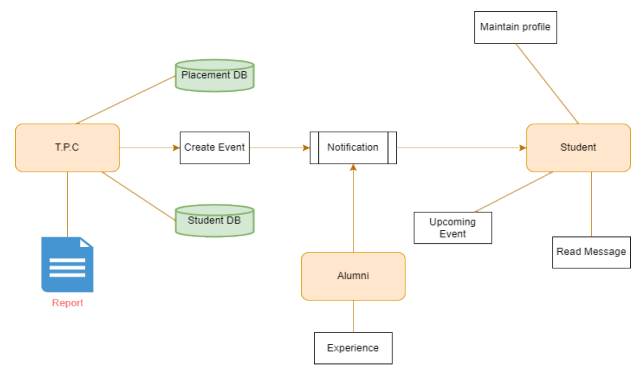 Maintain profile
Placement DB
T.P.C
Create Event
Notification
Student
Student DB
Upcoming
Event
Read Message
Alumni
Report
Experience